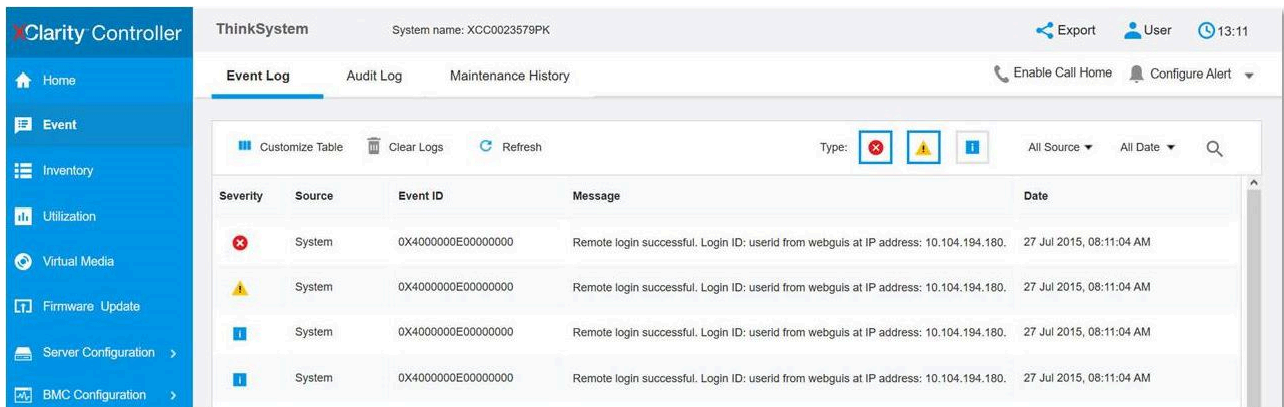 XClarity Controller
ThinkSystem System name: XCC0023579PK Export User 13:11
Home
Event Log Audit Log Maintenance History Enable Call Home Configure Alert
Event
Customize Table Clear Logs Refresh Type: All Source All Date
Inventory
Severity Source Event ID Message Date
Utilization
System 0X4000000E00000000 Remote login successful. Login ID: userid from webguis at IP address: 10.104.194.180. 27 Jul 2015, 08:11:04 AM
Virtual Media
System 0X4000000E00000000 Remote login successful. Login ID: userid from webguis at IP address: 10.104.194.180. 27 Jul 2015, 08:11:04 AM
Firmware Update
System 0X4000000E00000000 Remote login successful. Login ID: userid from webguis at IP address: 10.104.194.180. 27 Jul 2015, 08:11:04 AM
Server Configuration
System 0X4000000E00000000 Remote login successful. Login ID: userid from webguis at IP address: 10.104.194.180. 27 Jul 2015, 08:11:04 AM
BMC Configuration